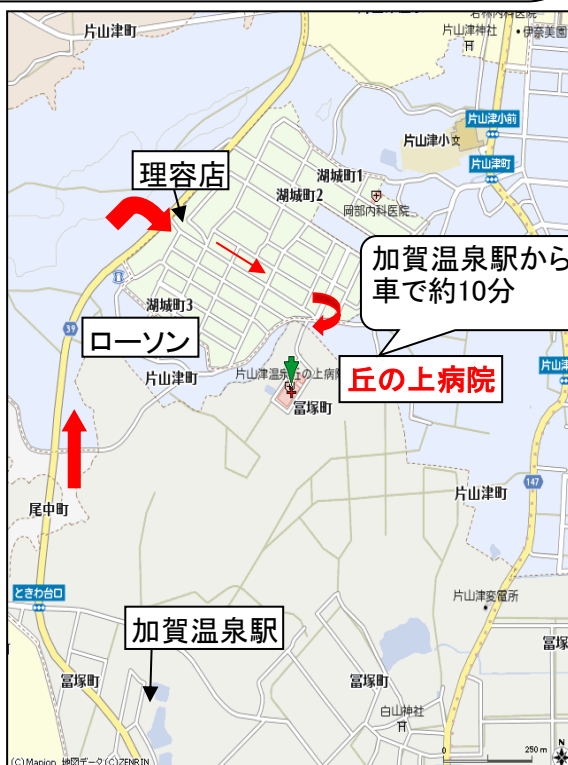 片山津町
片山津神社
伊奈美園
片山津小前
片山津小
片山津町
湖城町1
理容店
湖城町2
岡部内科医院
加賀温泉駅から
車で約10分
湖城町3
39
ローソン
片山津町
片山津温泉丘の上病院
丘の上病院
冨塚町
147
片山津町
尾中町
ときわ台口
片山津変電所
加賀温泉駅
冨塚町
冨塚町
白山神社
0 250 m
N
(C)Mapion 地図データ(C)ZENRIN